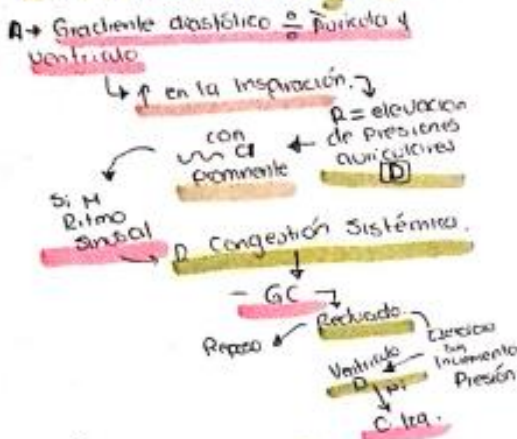 A→ Gradiente diastólico ÷ Aurícula y
Ventrículo
↳ ↑ en la Inspiración.
R = elevación
de Presiones
auriculares
D
con
a
Prominente
Si
Ritmo
Sinusal
Congestión Sistémica.
- GC
Reducido.
Reposo
Ejercicio
Incremento
Presión
Ventrículo
D
C. Izq.